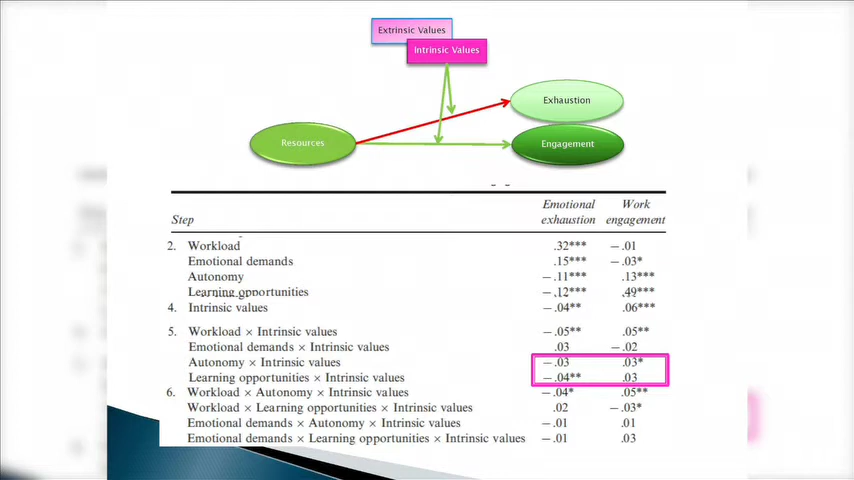 Extrinsic Values
Intrinsic Values
Exhaustion
Resources
Engagement
Emotional Work
Step exhaustion engagement
2. Workload .32*** −.01
Emotional demands .15*** −.03*
Autonomy −.11*** .13***
Learning opportunities −.12*** .49***
4. Intrinsic values −.04** .06***
5. Workload × Intrinsic values −.05** .05**
Emotional demands × Intrinsic values .03 −.02
Autonomy × Intrinsic values −.03 .03*
Learning opportunities × Intrinsic values −.04** .03
6. Workload × Autonomy × Intrinsic values −.04* .05**
Workload × Learning opportunities × Intrinsic values .02 −.03*
Emotional demands × Autonomy × Intrinsic values −.01 .01
Emotional demands × Learning opportunities × Intrinsic values −.01 .03